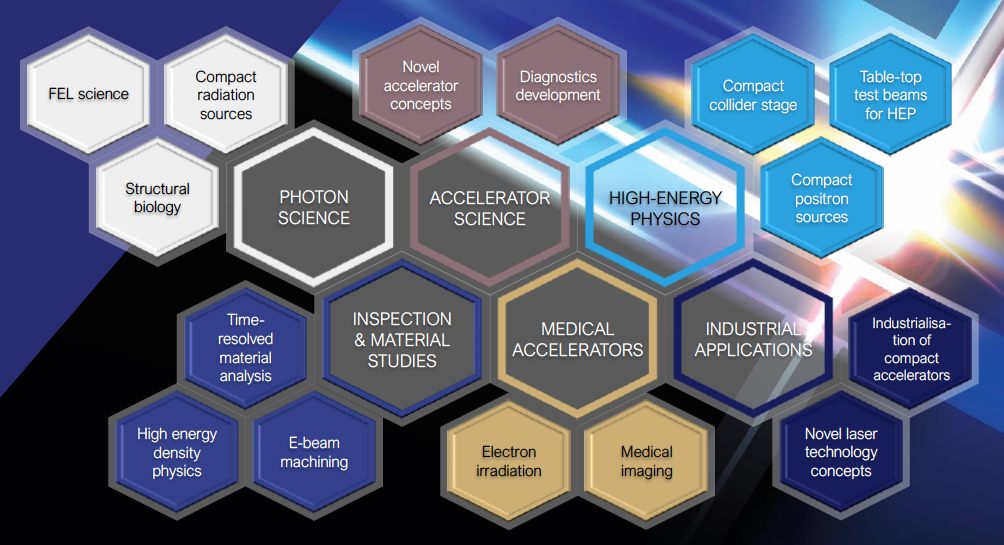 FEL science
Compact
radiation
sources
Structural
biology
Novel
accelerator
concepts
Diagnostics
development
Compact
collider stage
Table-top
test beams
for HEP
Compact
positron
sources
PHOTON
SCIENCE
ACCELERATOR
SCIENCE
HIGH-ENERGY
PHYSICS
INSPECTION
& MATERIAL
STUDIES
MEDICAL
ACCELERATORS
INDUSTRIAL
APPLICATIONS
Time-
resolved
material
analysis
High energy
density
physics
E-beam
machining
Electron
irradiation
Medical
imaging
Industrialisa-
tion of
compact
accelerators
Novel laser
technology
concepts